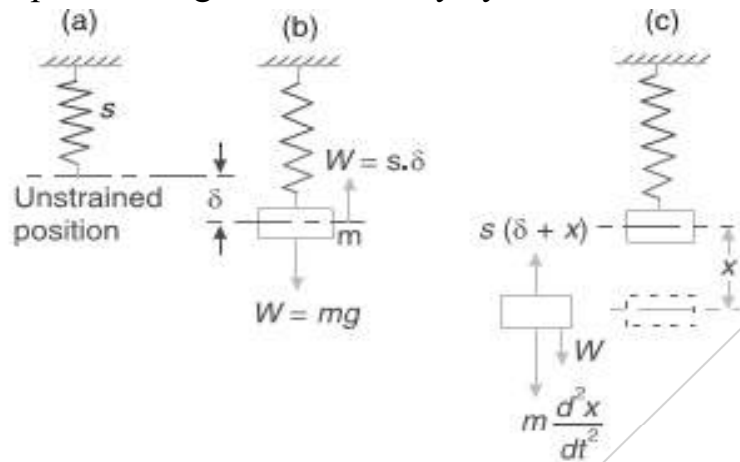 (a)
(b)
(c)
s
W = s.δ
Unstrained
position
δ
m
W = mg
s (δ + x)
x
W
m d²x/dt²